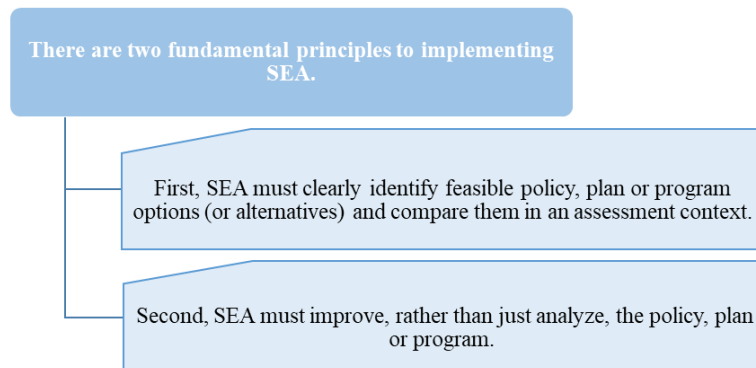 There are two fundamental principles to implementing
SEA.
First, SEA must clearly identify feasible policy, plan or program
options (or alternatives) and compare them in an assessment context.
Second, SEA must improve, rather than just analyze, the policy, plan
or program.